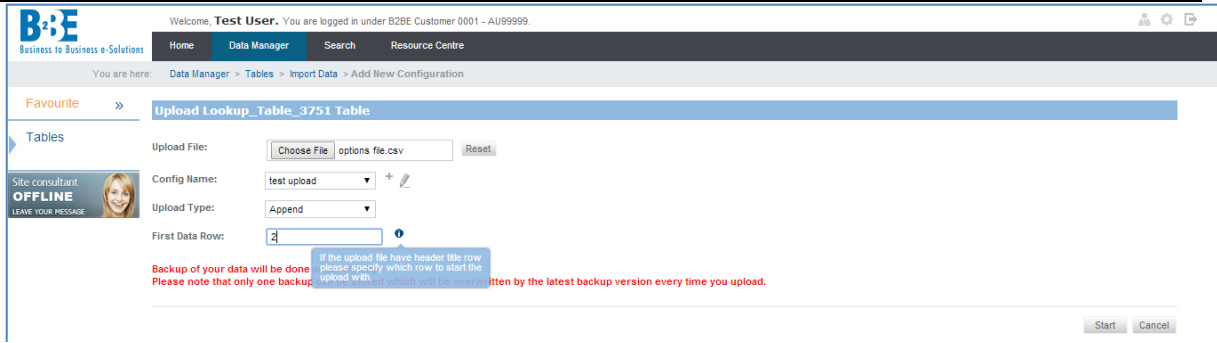 B2BE
Business to Business e-Solutions
Welcome, Test User. You are logged in under B2BE Customer 0001 - AU99999.
Home Data Manager Search Resource Centre
You are here: Data Manager > Tables > Import Data > Add New Configuration
Favourite »
Tables
Site consultant
OFFLINE
LEAVE YOUR MESSAGE
Upload Lookup_Table_3751 Table
Upload File: Choose File options file.csv Reset
Config Name: test upload
Upload Type: Append
First Data Row: 2
If the upload file have header title row
please specify which row to start the
upload with.
Backup of your data will be done
Please note that only one backup which will be overwritten by the latest backup version every time you upload.
Start Cancel